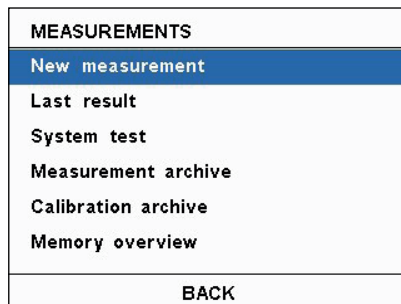 MEASUREMENTS
New measurement
Last result
System test
Measurement archive
Calibration archive
Memory overview
BACK